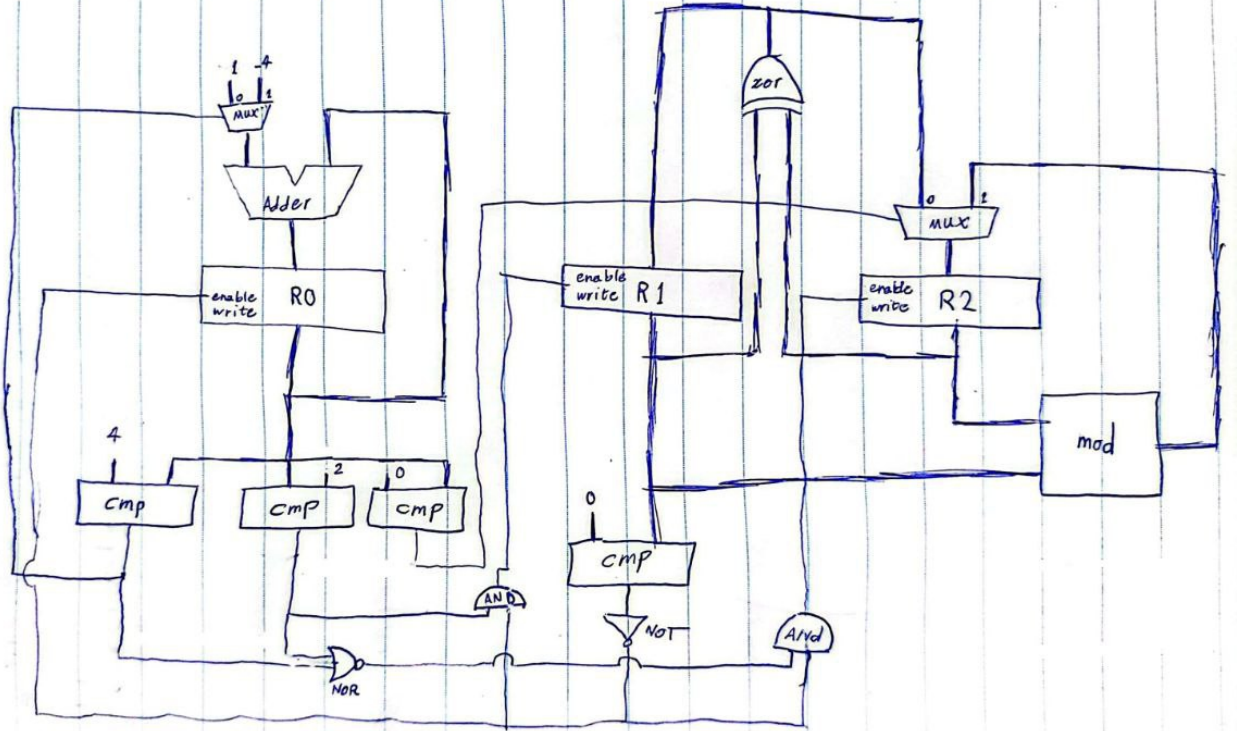 1 -4
0 1
mux
zor
Adder
0 1
mux
enable
write
R0
enable
write
R1
enable
write
R2
4
2
0
mod
cmp
cmp
cmp
0
cmp
AND
NOT
And
NOR